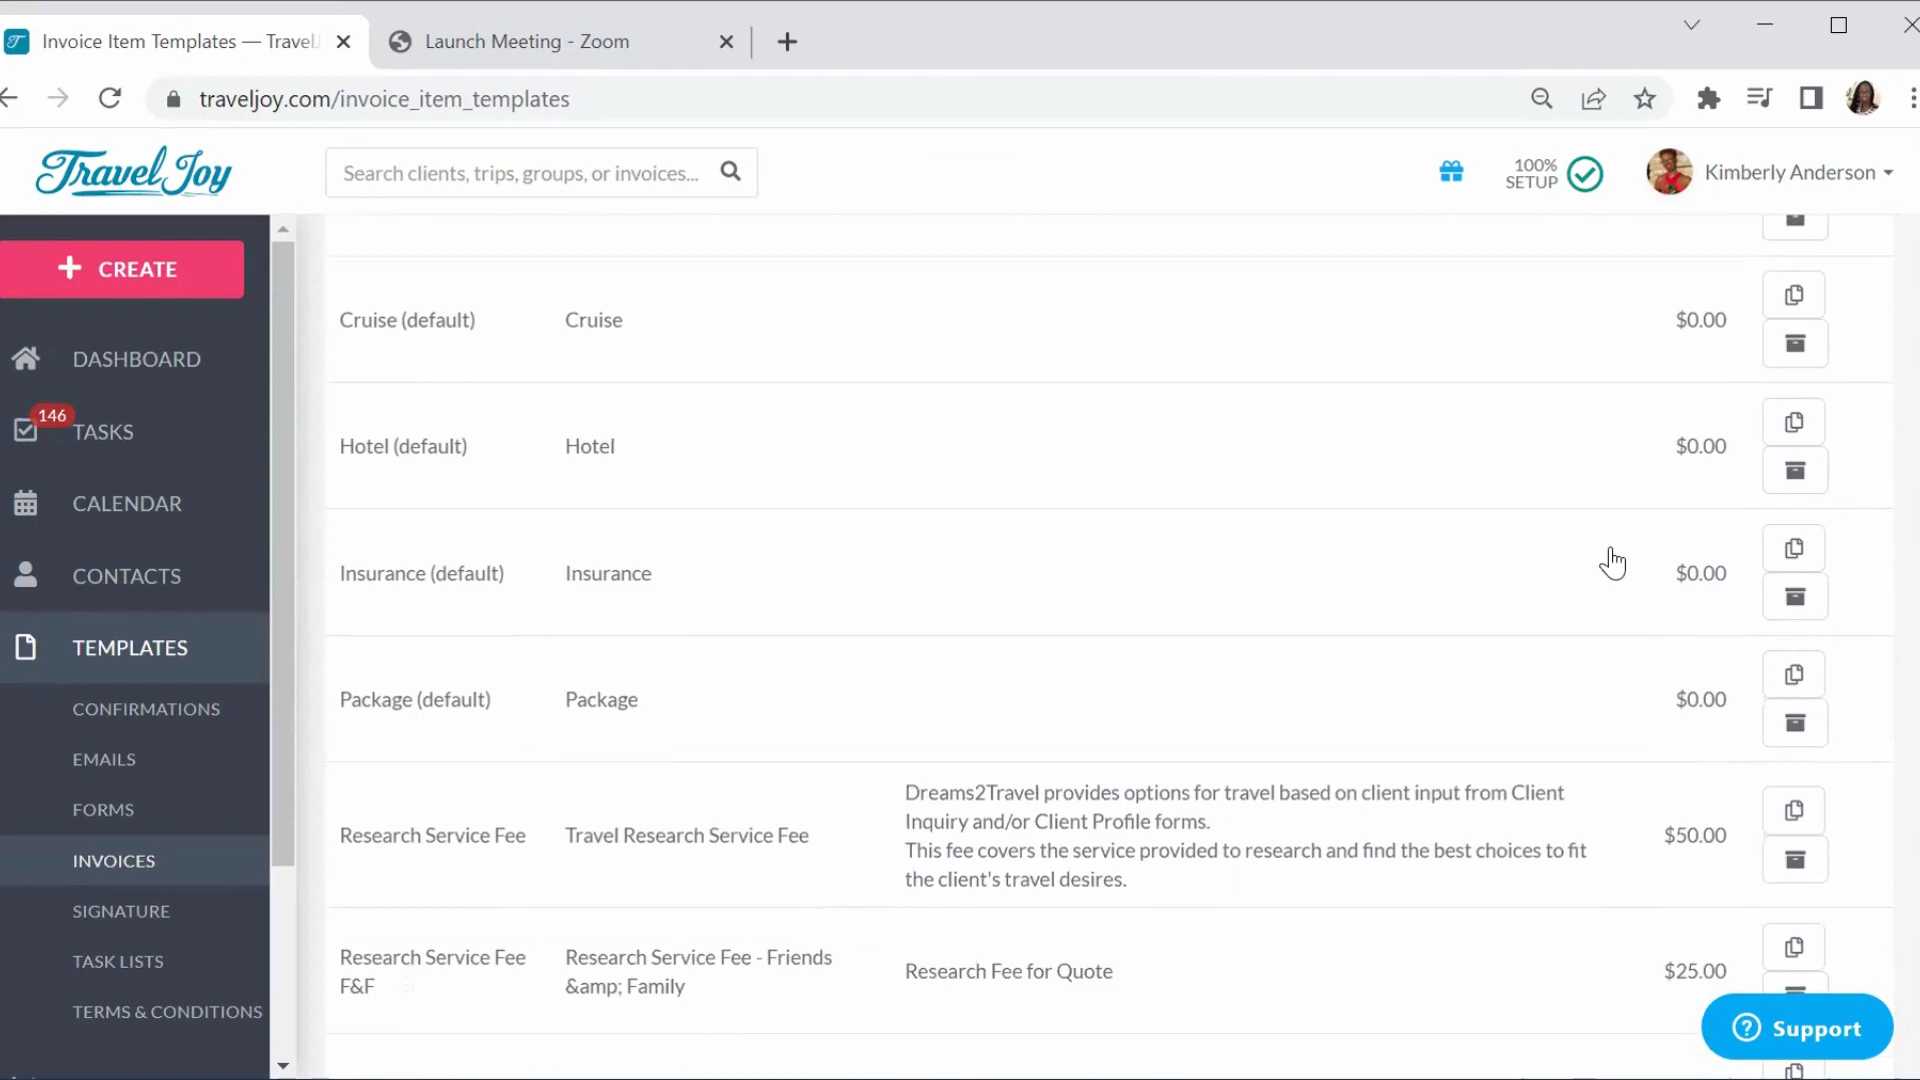 Invoice Item Templates — TravelJ
Launch Meeting - Zoom
traveljoy.com/invoice_item_templates
Travel Joy
Search clients, trips, groups, or invoices...
100%
SETUP
Kimberly Anderson
CREATE
DASHBOARD
146
TASKS
CALENDAR
CONTACTS
TEMPLATES
CONFIRMATIONS
EMAILS
FORMS
INVOICES
SIGNATURE
TASK LISTS
TERMS & CONDITIONS
Cruise (default) Cruise $0.00
Hotel (default) Hotel $0.00
Insurance (default) Insurance $0.00
Package (default) Package $0.00
Research Service Fee Travel Research Service Fee
Dreams2Travel provides options for travel based on client input from Client
Inquiry and/or Client Profile forms.
This fee covers the service provided to research and find the best choices to fit
the client's travel desires.
$50.00
Research Service Fee
F&F
Research Service Fee - Friends
&amp; Family
Research Fee for Quote
$25.00
Support